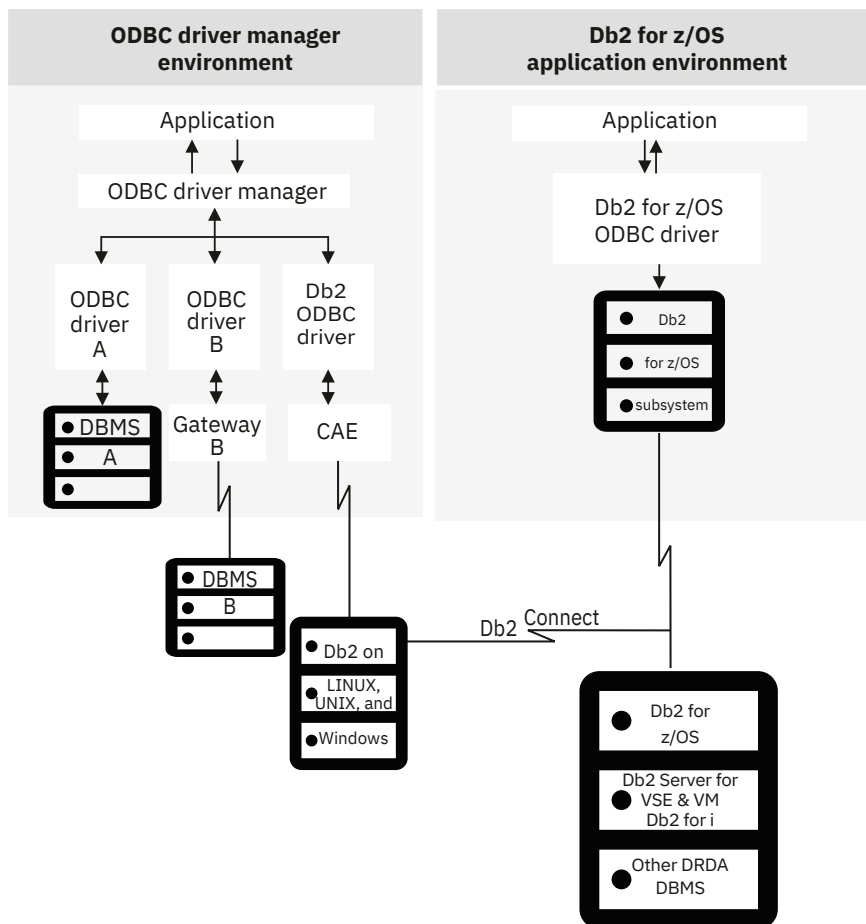 ODBC driver manager
environment
Db2 for z/OS
application environment
Application
ODBC driver manager
ODBC
driver
A
ODBC
driver
B
Db2
ODBC
driver
DBMS
A
Gateway
B
CAE
Application
Db2 for z/OS
ODBC driver
Db2
for z/OS
subsystem
DBMS
B
Db2 on
LINUX,
UNIX, and
Windows
Db2 Connect
Db2 for
z/OS
Db2 Server for
VSE & VM
Db2 for i
Other DRDA
DBMS